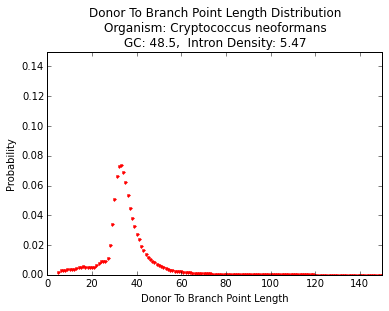 Donor To Branch Point Length Distribution
Organism: Cryptococcus neoformans
GC: 48.5,  Intron Density: 5.47
0.14
0.12
0.10
0.08
0.06
0.04
0.02
0.00
Probability
0 20 40 60 80 100 120 140
Donor To Branch Point Length